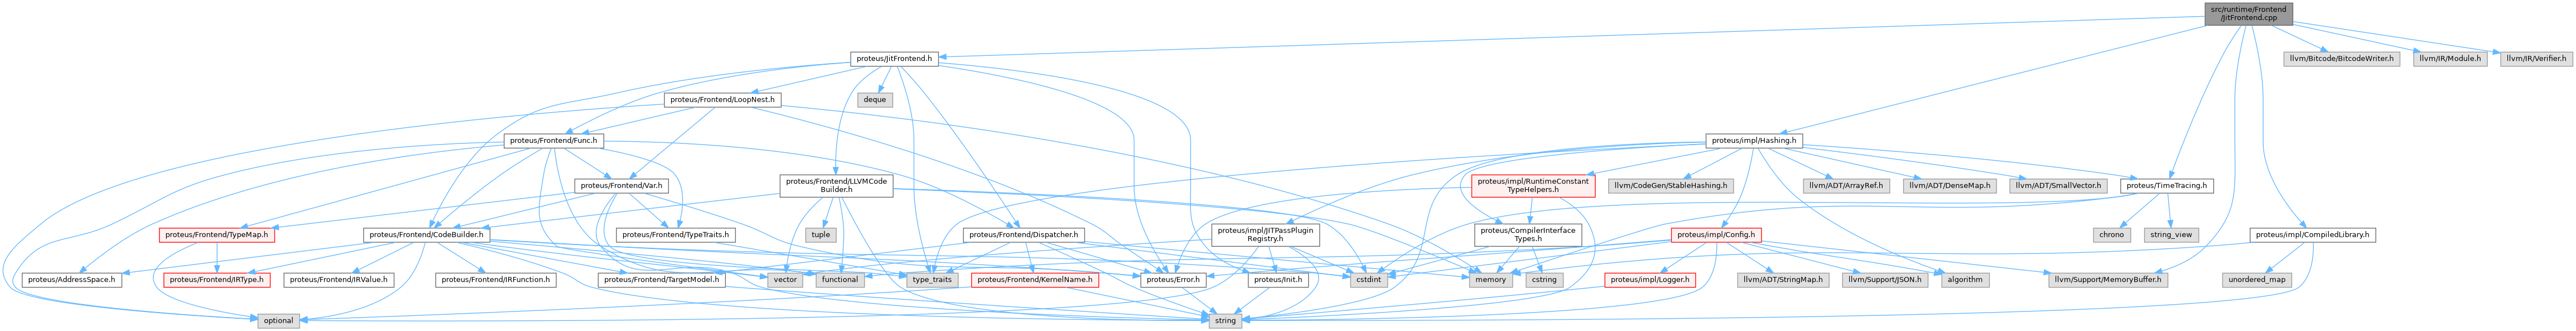 src/runtime/Frontend
/JitFrontend.cpp
proteus/JitFrontend.h
llvm/Bitcode/BitcodeWriter.h
llvm/IR/Module.h
llvm/IR/Verifier.h
proteus/Frontend/LoopNest.h
deque
proteus/Frontend/Func.h
proteus/impl/Hashing.h
proteus/Frontend/Var.h
proteus/Frontend/LLVMCode
Builder.h
proteus/impl/RuntimeConstant
TypeHelpers.h
llvm/CodeGen/StableHashing.h
llvm/ADT/ArrayRef.h
llvm/ADT/DenseMap.h
llvm/ADT/SmallVector.h
proteus/TimeTracing.h
proteus/Frontend/TypeMap.h
proteus/Frontend/CodeBuilder.h
proteus/Frontend/TypeTraits.h
tuple
proteus/Frontend/Dispatcher.h
proteus/impl/JITPassPlugin
Registry.h
proteus/CompilerInterface
Types.h
proteus/impl/Config.h
chrono
string_view
proteus/impl/CompiledLibrary.h
proteus/AddressSpace.h
proteus/Frontend/IRType.h
proteus/Frontend/IRValue.h
proteus/Frontend/IRFunction.h
proteus/Frontend/TargetModel.h
vector
functional
type_traits
proteus/Frontend/KernelName.h
proteus/Error.h
proteus/Init.h
cstdint
memory
cstring
proteus/impl/Logger.h
llvm/ADT/StringMap.h
llvm/Support/JSON.h
algorithm
llvm/Support/MemoryBuffer.h
unordered_map
optional
string